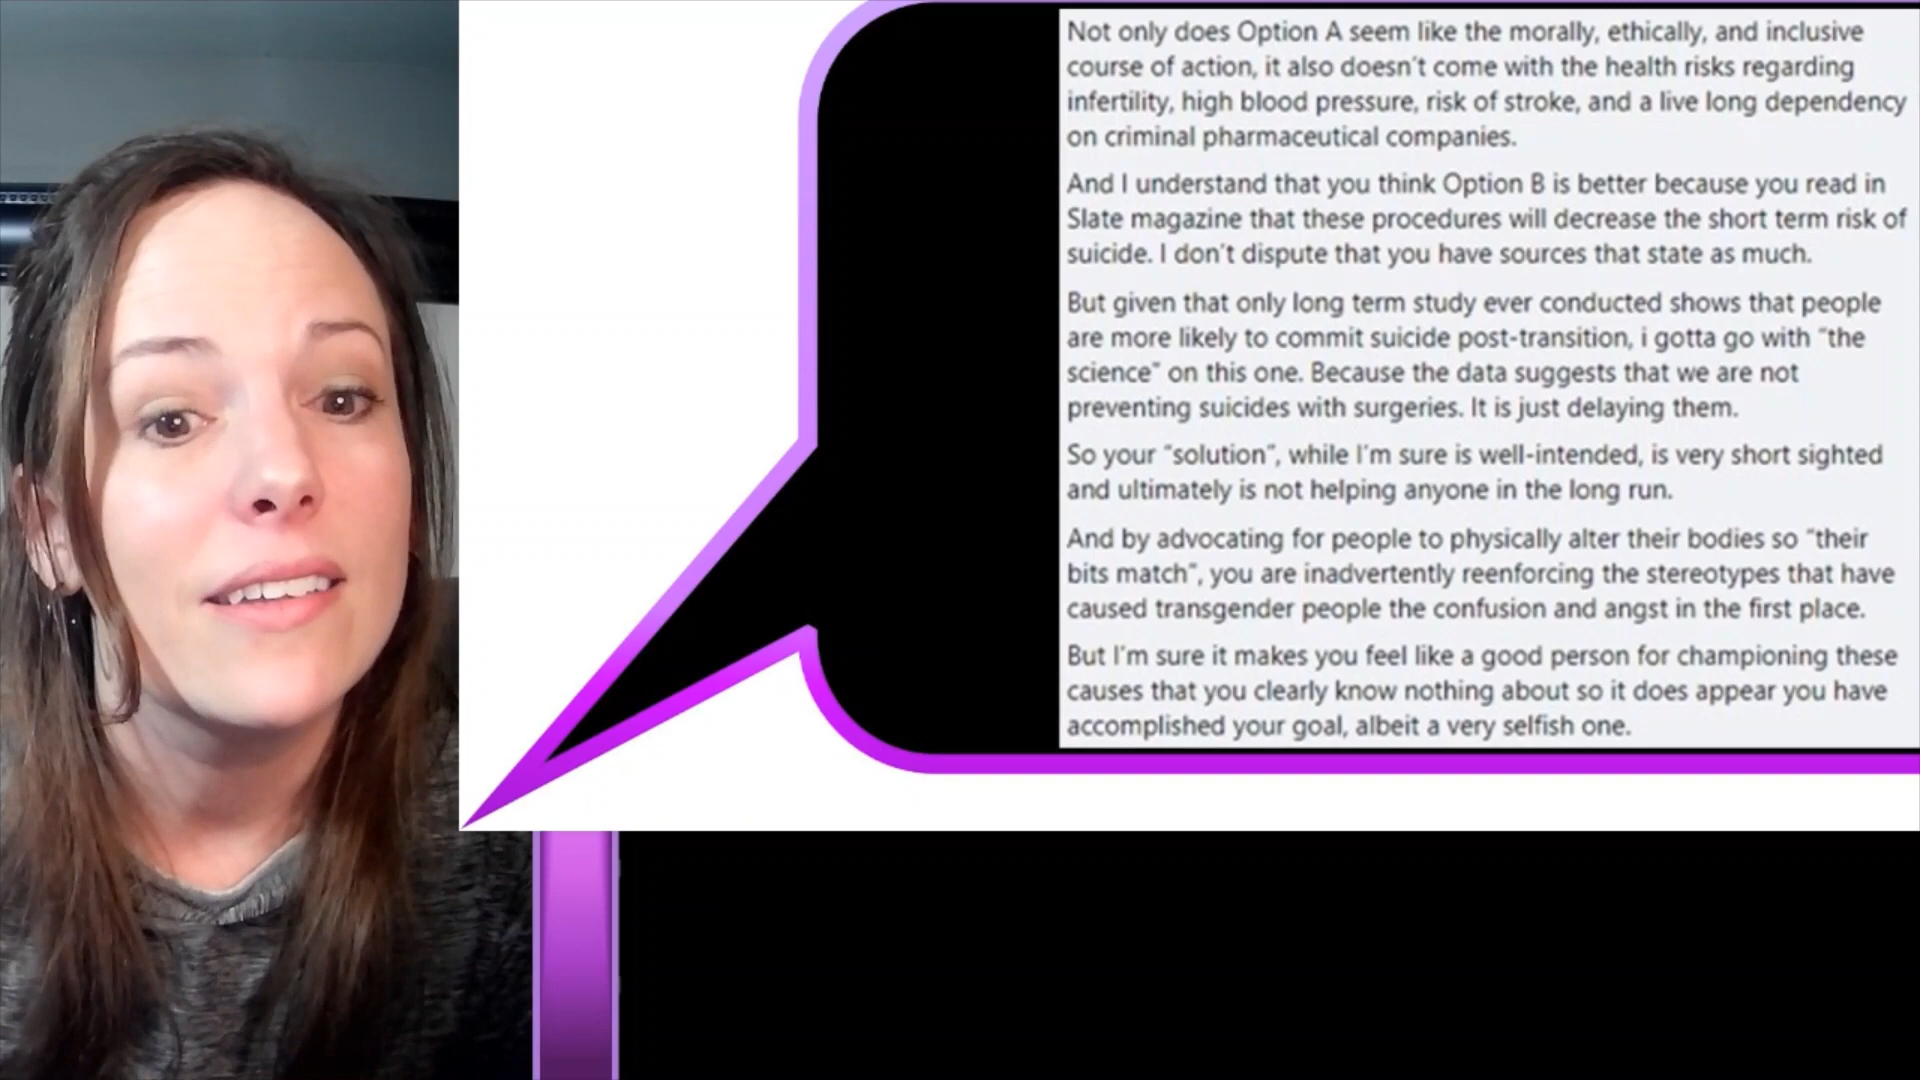 Not only does Option A seem like the morally, ethically, and inclusive
course of action, it also doesn't come with the health risks regarding
infertility, high blood pressure, risk of stroke, and a live long dependency
on criminal pharmaceutical companies.
And I understand that you think Option B is better because you read in
Slate magazine that these procedures will decrease the short term risk of
suicide. I don't dispute that you have sources that state as much.
But given that only long term study ever conducted shows that people
are more likely to commit suicide post-transition, i gotta go with "the
science" on this one. Because the data suggests that we are not
preventing suicides with surgeries. It is just delaying them.
So your "solution", while I'm sure is well-intended, is very short sighted
and ultimately is not helping anyone in the long run.
And by advocating for people to physically alter their bodies so "their
bits match", you are inadvertently reenforcing the stereotypes that have
caused transgender people the confusion and angst in the first place.
But I'm sure it makes you feel like a good person for championing these
causes that you clearly know nothing about so it does appear you have
accomplished your goal, albeit a very selfish one.